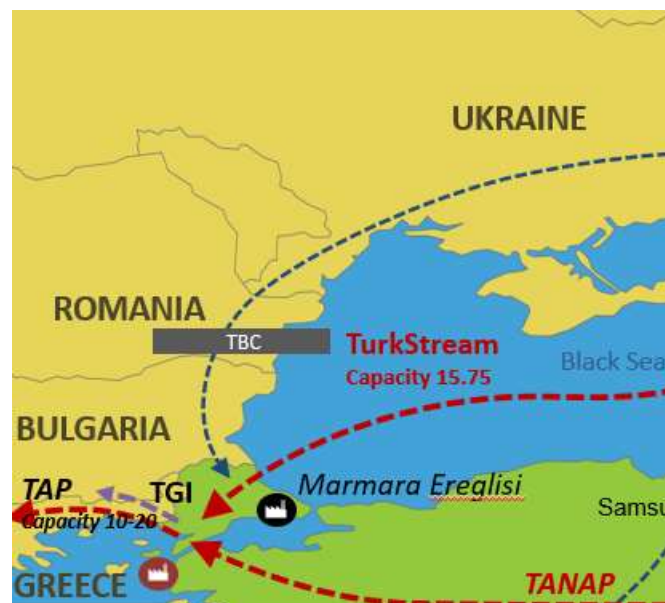 UKRAINE
ROMANIA
TBC
TurkStream
Capacity 15.75
Black Sea
BULGARIA
TAP
TGI
Marmara Ereglisi
Capacity 10-20
Samsu
GREECE
TANAP